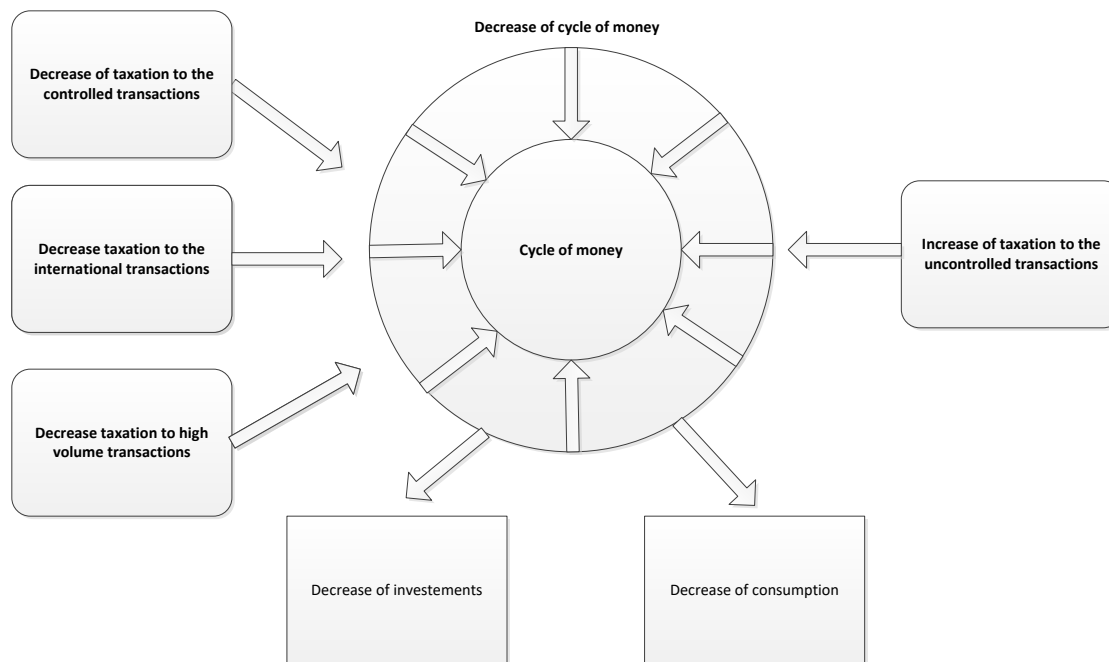 Decrease of cycle of money
Decrease of taxation to the
controlled transactions
Decrease taxation to the
international transactions
Cycle of money
Increase of taxation to the
uncontrolled transactions
Decrease taxation to high
volume transactions
Decrease of investements
Decrease of consumption